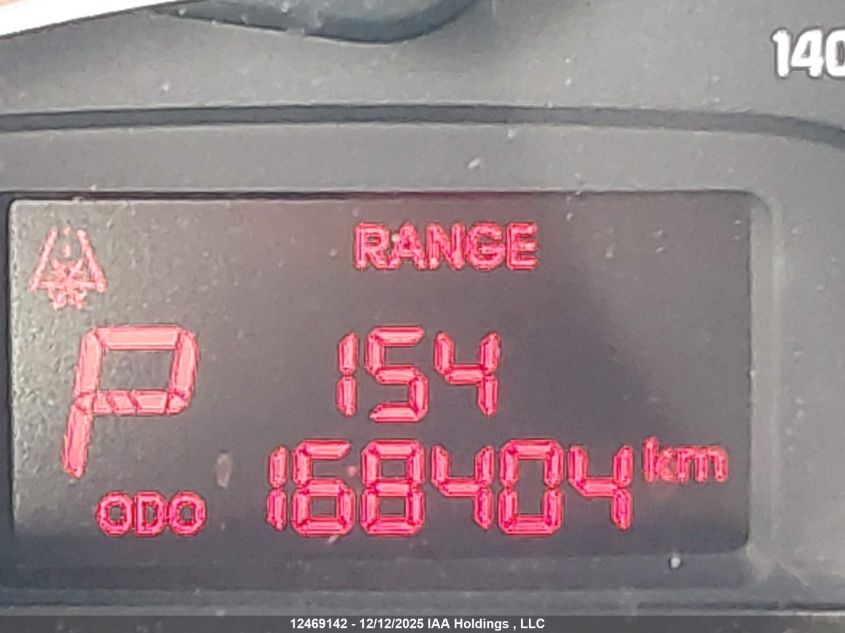 140
RANGE
P 154
ODO 168404 km
12469142 - 12/12/2025 IAA Holdings , LLC